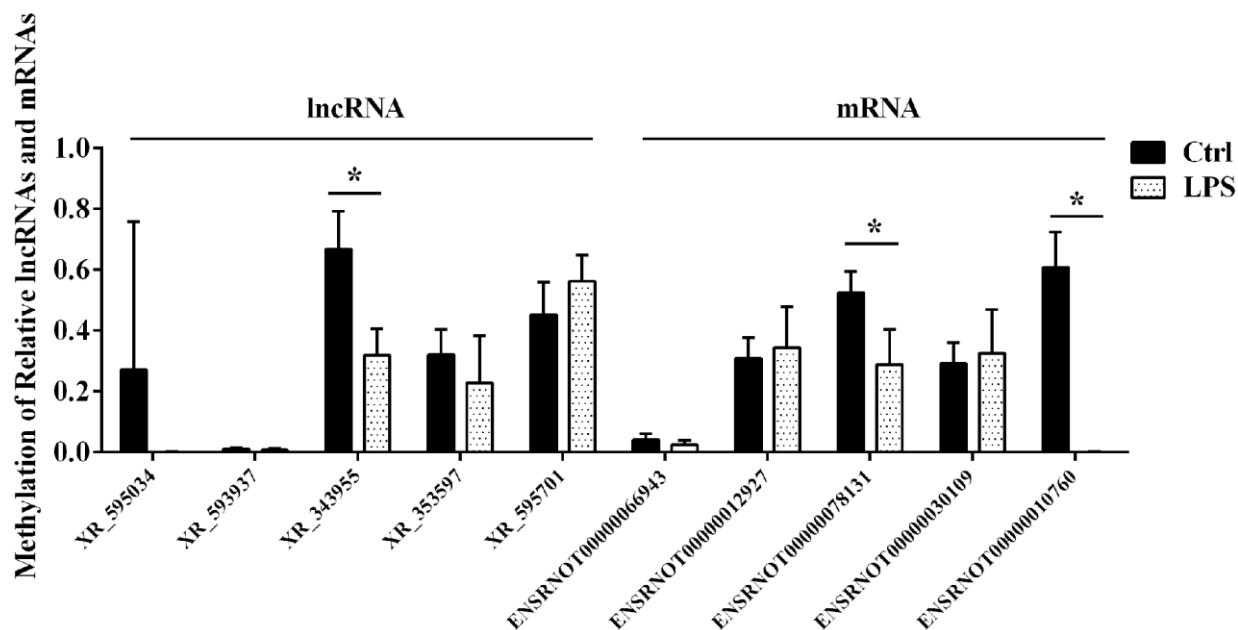 Methylation of Relative lncRNAs and mRNAs
lncRNA
mRNA
Ctrl
LPS
1.0
0.8
0.6
0.4
0.2
0.0
*
*
*
XR_595034
XR_593937
XR_343955
XR_353597
XR_595701
ENSRNOT00000066943
ENSRNOT00000012927
ENSRNOT00000078131
ENSRNOT00000030109
ENSRNOT00000010760